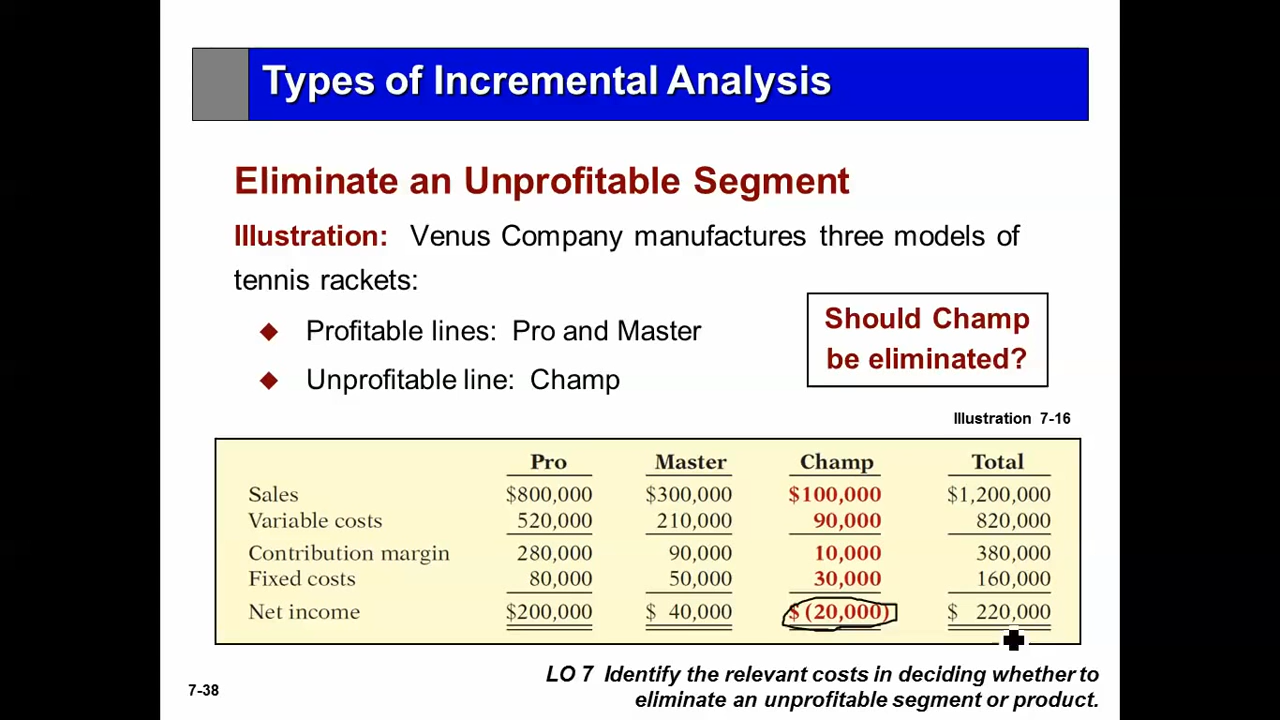 Types of Incremental Analysis
Eliminate an Unprofitable Segment
Illustration: Venus Company manufactures three models of
tennis rackets:
Profitable lines: Pro and Master
Unprofitable line: Champ
Should Champ
be eliminated?
Illustration 7-16
Pro Master Champ Total
Sales $800,000 $300,000 $100,000 $1,200,000
Variable costs 520,000 210,000 90,000 820,000
Contribution margin 280,000 90,000 10,000 380,000
Fixed costs 80,000 50,000 30,000 160,000
Net income $200,000 $ 40,000 $ (20,000) $ 220,000
LO 7 Identify the relevant costs in deciding whether to
eliminate an unprofitable segment or product.
7-38